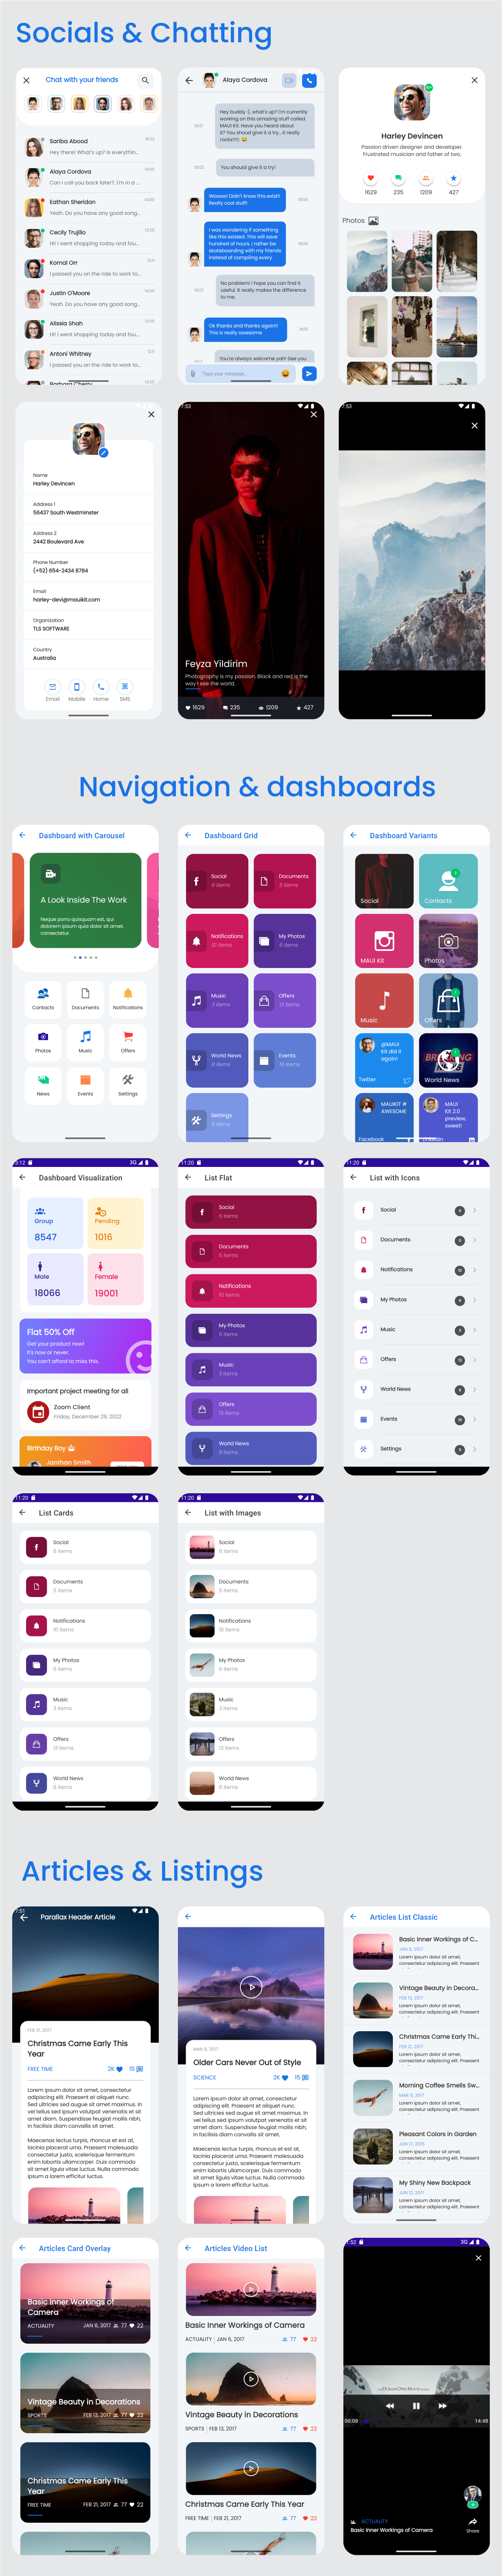 Socials & Chatting
Chat with your friends
Sariba Abood
Hey there! What's up? Is everythin...
Alaya Cordova
Can I call you back later?, I'm in a ...
Eathan Sheridan
Yeah. Do you have any good song...
Cecily Trujillo
Hi! I went shopping today and fou...
Komal Orr
I passed you on the ride to work to...
Justin O'Moore
Yeah. Do you have any good song...
Alissia Shah
Hi! I went shopping today and fou...
Antoni Whitney
I passed you on the ride to work to...
Barbara Cherry
Alaya Cordova
Hey buddy :), what's up? I'm currently
working on this amazing stuff called
MAUI Kit. Have you heard about
it? You shoud give it a try...it really
rocks!!!!.
You should give it a try!
Wooow! Didn't know this exist!!
Really cool stuff!
I was wondering if something
like this existed. This will save
hundred of hours. I rather be
skateboarding with my friends
instead of compiling every
No problem! I hope you can find it
useful. It really makes the difference
to me.
Ok thanks and thanks again!!
This is really awesome
You're always welcome yah! See you
Type your message...
Harley Devincen
Passion driven designer and developer.
Frustrated musician and father of two.
1629 235 1209 427
Photos
Name
Harley Devincen
Address 1
56437 South Westminster
Address 2
2442 Boulevard Ave
Phone Number
(+52) 654-2434 8784
Email
harley-devi@mauikit.com
Organisation
TLS SOFTWARE
Country
Australia
Email Mobile Home SMS
7:53
Feyza Yildirim
Photography is my passion. Black and red is the
way I see the world.
1629 235 1209 427
7:53
Navigation & dashboards
Dashboard with Carousel
A Look Inside The Work
Neque porro quisquam est, qui
dolorem ipsum quia dolor sit amet,
consectetur.
Contacts Documents Notifications
Photos Music Offers
News Events Settings
Dashboard Grid
Social
6 items
Documents
5 items
Notifications
10 items
My Photos
6 items
Music
3 items
Offers
13 items
World News
8 items
Events
10 items
Settings
Dashboard Variants
Social
Contacts
MAUI Kit
Photos
Music
Offers
@MAUI
Kit did it
again!
Twitter
World News
MAUIKIT #
AWESOME
Facebook
MAUI
Kit 2.0
preview,
sweet!
3:12
3G
Dashboard Visualization
Group
8547
Pending
1016
Male
18066
Female
19001
Flat 50% Off
Get your product now!
It's now or never.
You can't afford to miss this.
Important project meeting for all
Zoom Client
Friday, December 29, 2022
Birthday Boy
Janthan Smith
11:20
List Flat
Social
6 items
Documents
5 items
Notifications
10 items
My Photos
6 items
Music
3 items
Offers
13 items
World News
8 items
11:20
List with Icons
Social
Documents
Notifications
My Photos
Music
Offers
World News
Events
Settings
11:20
List Cards
Social
6 items
Documents
5 items
Notifications
10 items
My Photos
6 items
Music
3 items
Offers
13 items
World News
8 items
11:20
List with Images
Social
6 items
Documents
5 items
Notifications
10 items
My Photos
6 items
Music
3 items
Offers
13 items
World News
8 items
Articles & Listings
7:51
Parallax Header Article
FEB 21, 2017
Christmas Came Early This
Year
FREE TIME 2K 15
Lorem ipsum dolor sit amet, consectetur
adipiscing elit. Praesent et aliquet nunc.
Sed ultricies sed augue sit amet maximus. In
vel tellus sed ipsum volutpat venenatis et sit
amet diam. Suspendisse feugiat mollis nibh,
in facilisis diam convallis sit amet.
Maecenas lectus turpis, rhoncus et est at,
lacinia placerat urna. Praesent malesuada
consectetur justo, scelerisque fermentum
enim lobortis ullamcorper. Duis commodo
sit amet ligula vitae luctus. Nulla commodo
ipsum a lorem efficitur luctus.
MAR 9, 2017
Older Cars Never Out of Style
SCIENCE 2K 15
Lorem ipsum dolor sit amet, consectetur
adipiscing elit. Praesent et aliquet nunc.
Sed ultricies sed augue sit amet maximus.
In vel tellus sed ipsum volutpat venenatis et sit
amet diam. Suspendisse feugiat mollis
nibh, in facilisis diam convallis sit amet.
Maecenas lectus turpis, rhoncus et est at,
lacinia placerat urna. Praesent malesuada
consectetur justo, scelerisque fermentum
enim lobortis ullamcorper. Duis commodo
sit amet ligula vitae luctus. Nulla commodo
ipsum a lorem efficitur luctus.
Articles List Classic
Basic Inner Workings of C...
JAN 6, 2017
Lorem ipsum dolor sit amet,
consectetur adipiscing elit. Praesent
Vintage Beauty in Decora...
FEB 13, 2017
Lorem ipsum dolor sit amet,
consectetur adipiscing elit. Praesent
Christmas Came Early Thi...
FEB 21, 2017
Lorem ipsum dolor sit amet,
consectetur adipiscing elit. Praesent
Morning Coffee Smells Sw...
MAR 9, 2017
Lorem ipsum dolor sit amet,
consectetur adipiscing elit. Praesent
Pleasant Colors in Garden
JUN 17, 2015
Lorem ipsum dolor sit amet,
consectetur adipiscing elit. Praesent
My Shiny New Backpack
JUN 12, 2017
Lorem ipsum dolor sit amet,
consectetur adipiscing elit. Praesent
Articles Card Overlay
Basic Inner Workings of
Camera
ACTUALITY JAN 6, 2017 77 22
Vintage Beauty in Decorations
SPORTS FEB 13, 2017 77 22
Christmas Came Early This
Year
FREE TIME FEB 21, 2017 77 22
Articles Video List
Basic Inner Workings of Camera
ACTUALITY | JAN 6, 2017 77 22
Vintage Beauty in Decorations
SPORTS | FEB 13, 2017 77 22
Christmas Came Early This Year
FREE TIME | FEB 21, 2017 77 22
3G
00:08
14:48
ACTUALITY
Basic Inner Workings of Camera
Share